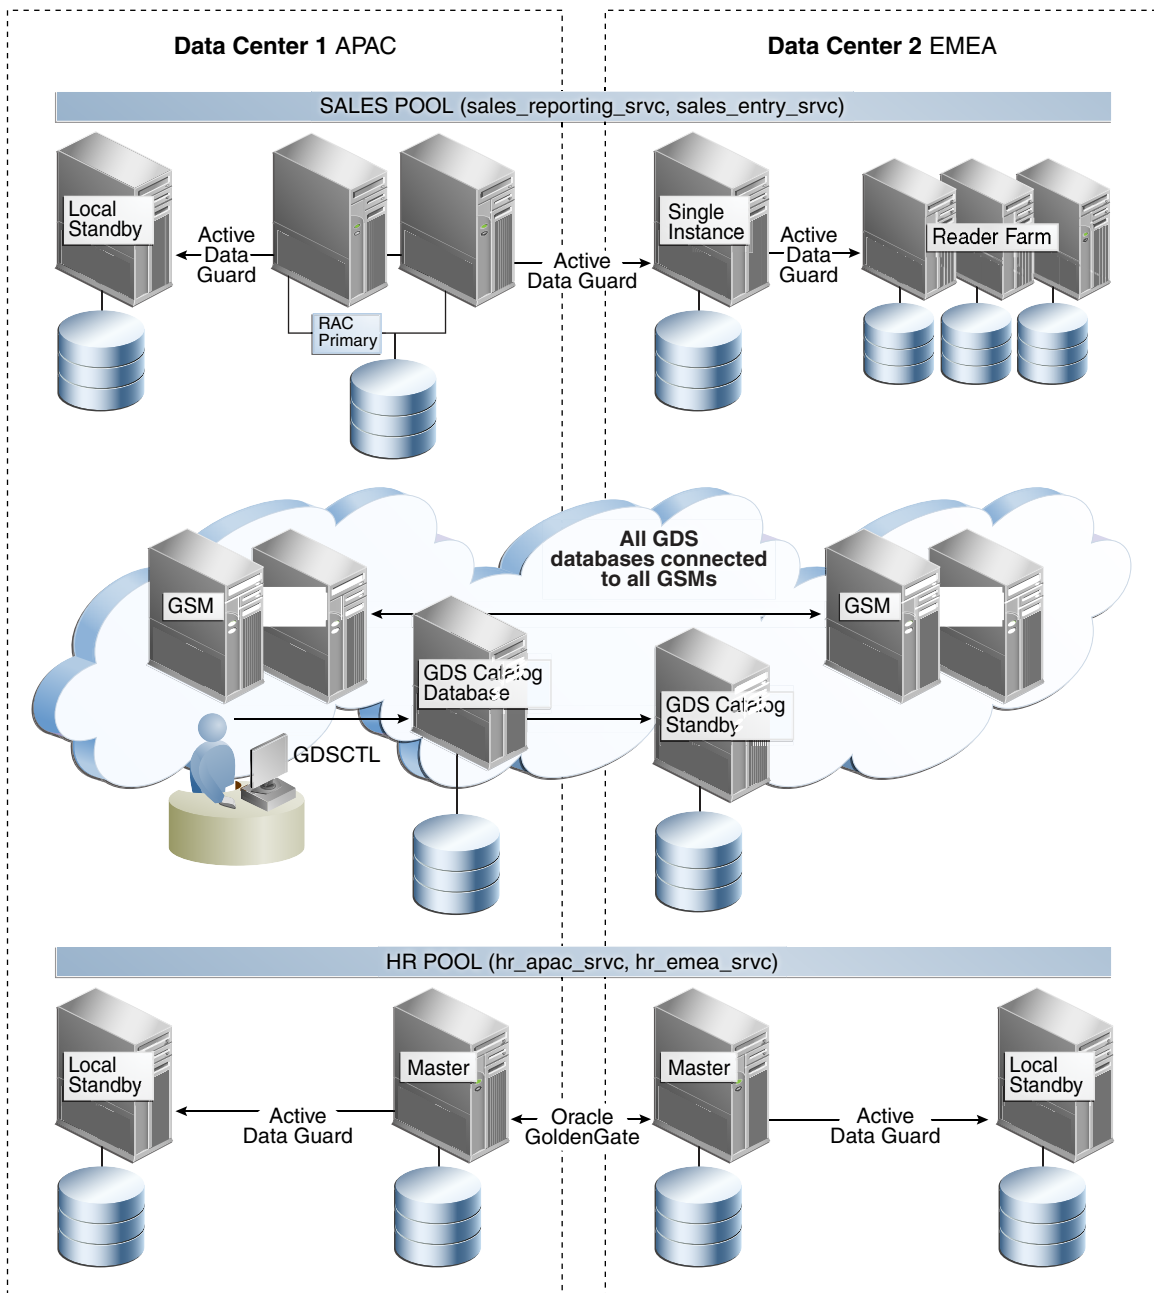 Data Center 1 APAC
Data Center 2 EMEA
SALES POOL (sales_reporting_srvc, sales_entry_srvc)
Local
Standby
Active
Data
Guard
RAC
Primary
Active
Data Guard
Single
Instance
Active
Data
Guard
Reader Farm
All GDS
databases connected
to all GSMs
GSM
GSM
GDS Catalog
Database
GDS Catalog
Standby
GDSCTL
HR POOL (hr_apac_srvc, hr_emea_srvc)
Local
Standby
Active
Data Guard
Master
Oracle
GoldenGate
Master
Active
Data Guard
Local
Standby